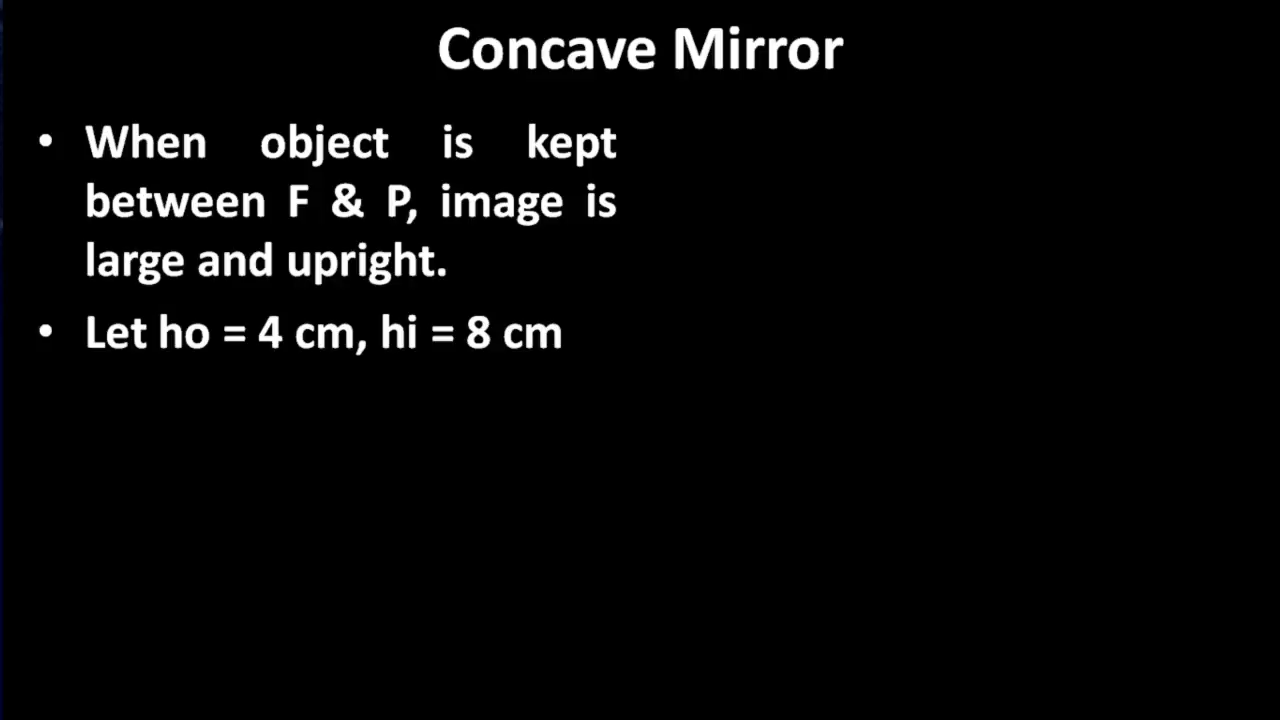 Concave Mirror
• When object is kept
between F & P, image is
large and upright.
• Let ho = 4 cm, hi = 8 cm